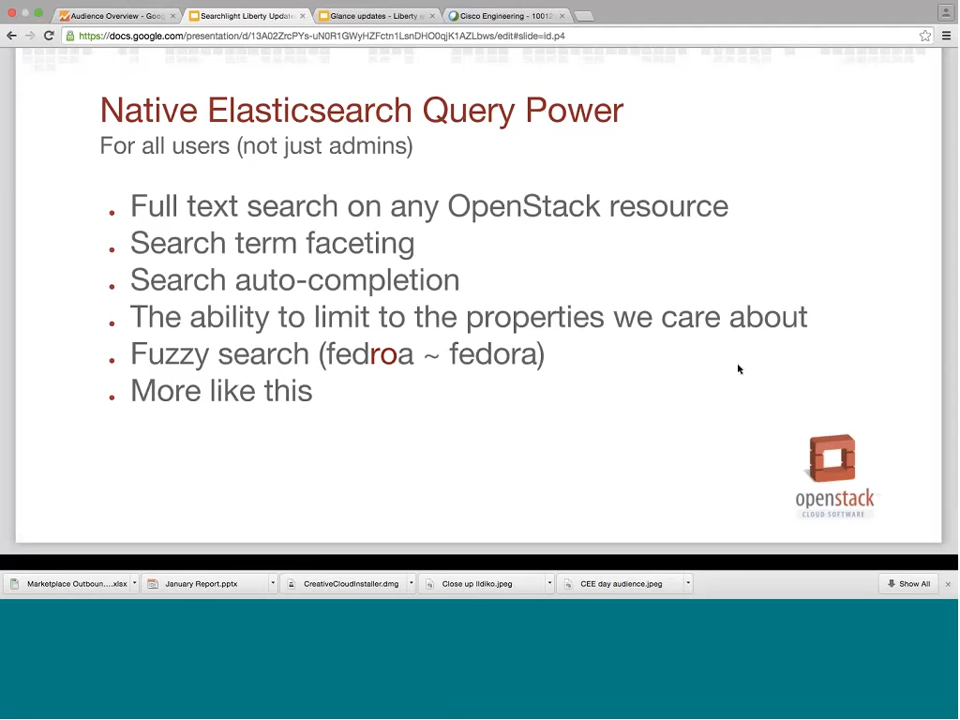 Audience Overview - Goo
Searchlight Liberty Update
Glance updates - Liberty e
Cisco Engineering - 10012
https://docs.google.com/presentation/d/13A02ZrcPYs-uN0R1GWyHZFctn1LsnDHO0qjK1AZLbws/edit#slide=id.p4
Native Elasticsearch Query Power
For all users (not just admins)
• Full text search on any OpenStack resource
• Search term faceting
• Search auto-completion
• The ability to limit to the properties we care about
• Fuzzy search (fedroa ~ fedora)
• More like this
openstack
CLOUD SOFTWARE
Marketplace Outboun....xlsx
January Report.pptx
CreativeCloudInstaller.dmg
Close up Ildiko.jpeg
CEE day audience.jpeg
Show All